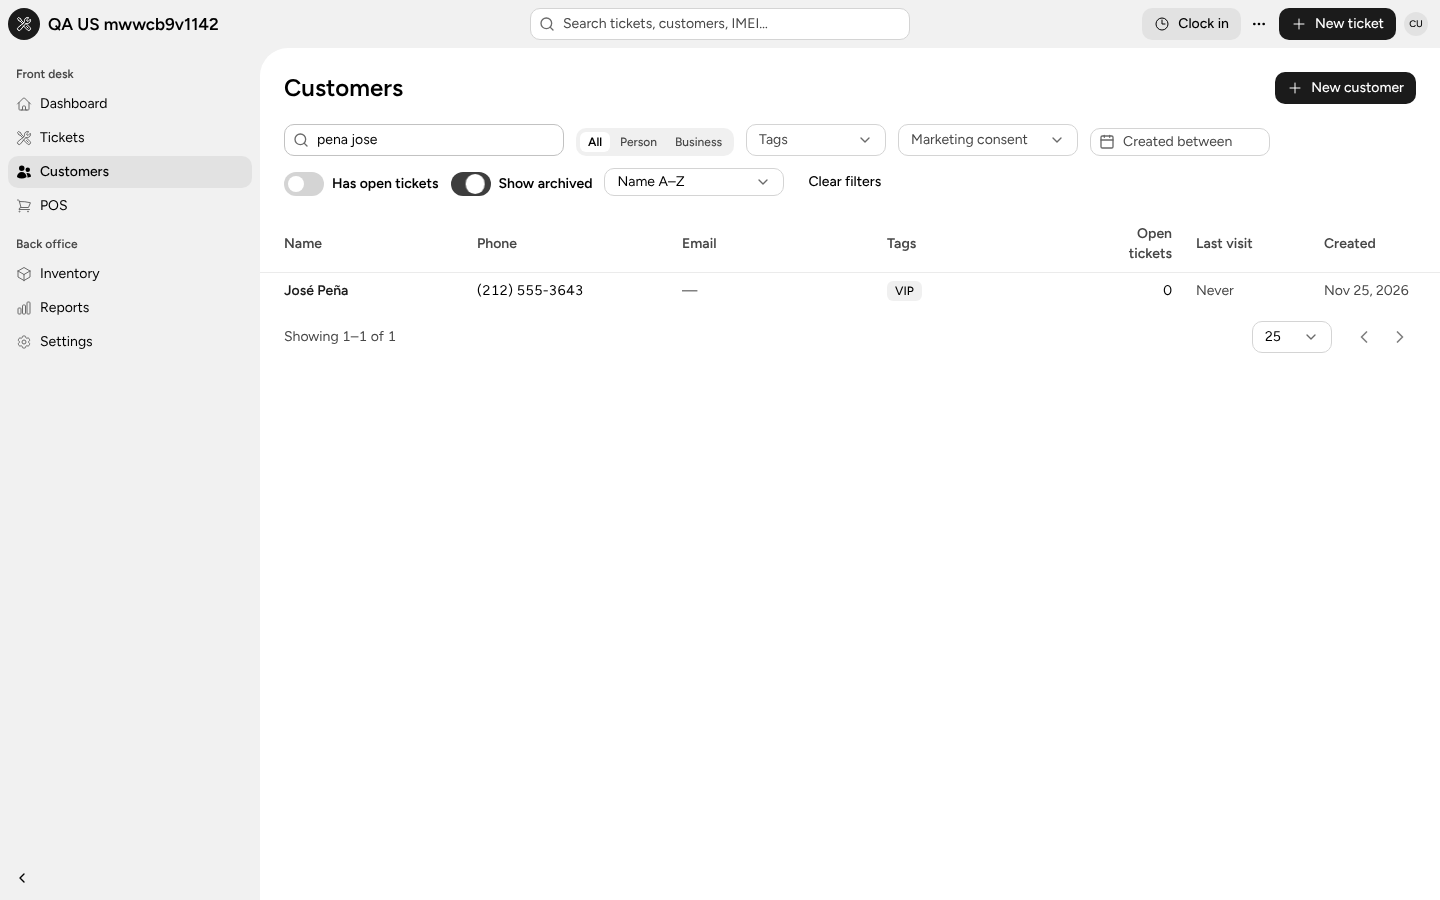 QA US mwwcb9v1142
Search tickets, customers, IMEI...
Clock in
New ticket
CU
Front desk
Dashboard
Tickets
Customers
POS
Back office
Inventory
Reports
Settings
Customers
New customer
pena jose
All
Person
Business
Tags
Marketing consent
Created between
Has open tickets
Show archived
Name A–Z
Clear filters
Name
Phone
Email
Tags
Open
tickets
Last visit
Created
José Peña
(212) 555-3643
—
VIP
0
Never
Nov 25, 2026
Showing 1–1 of 1
25